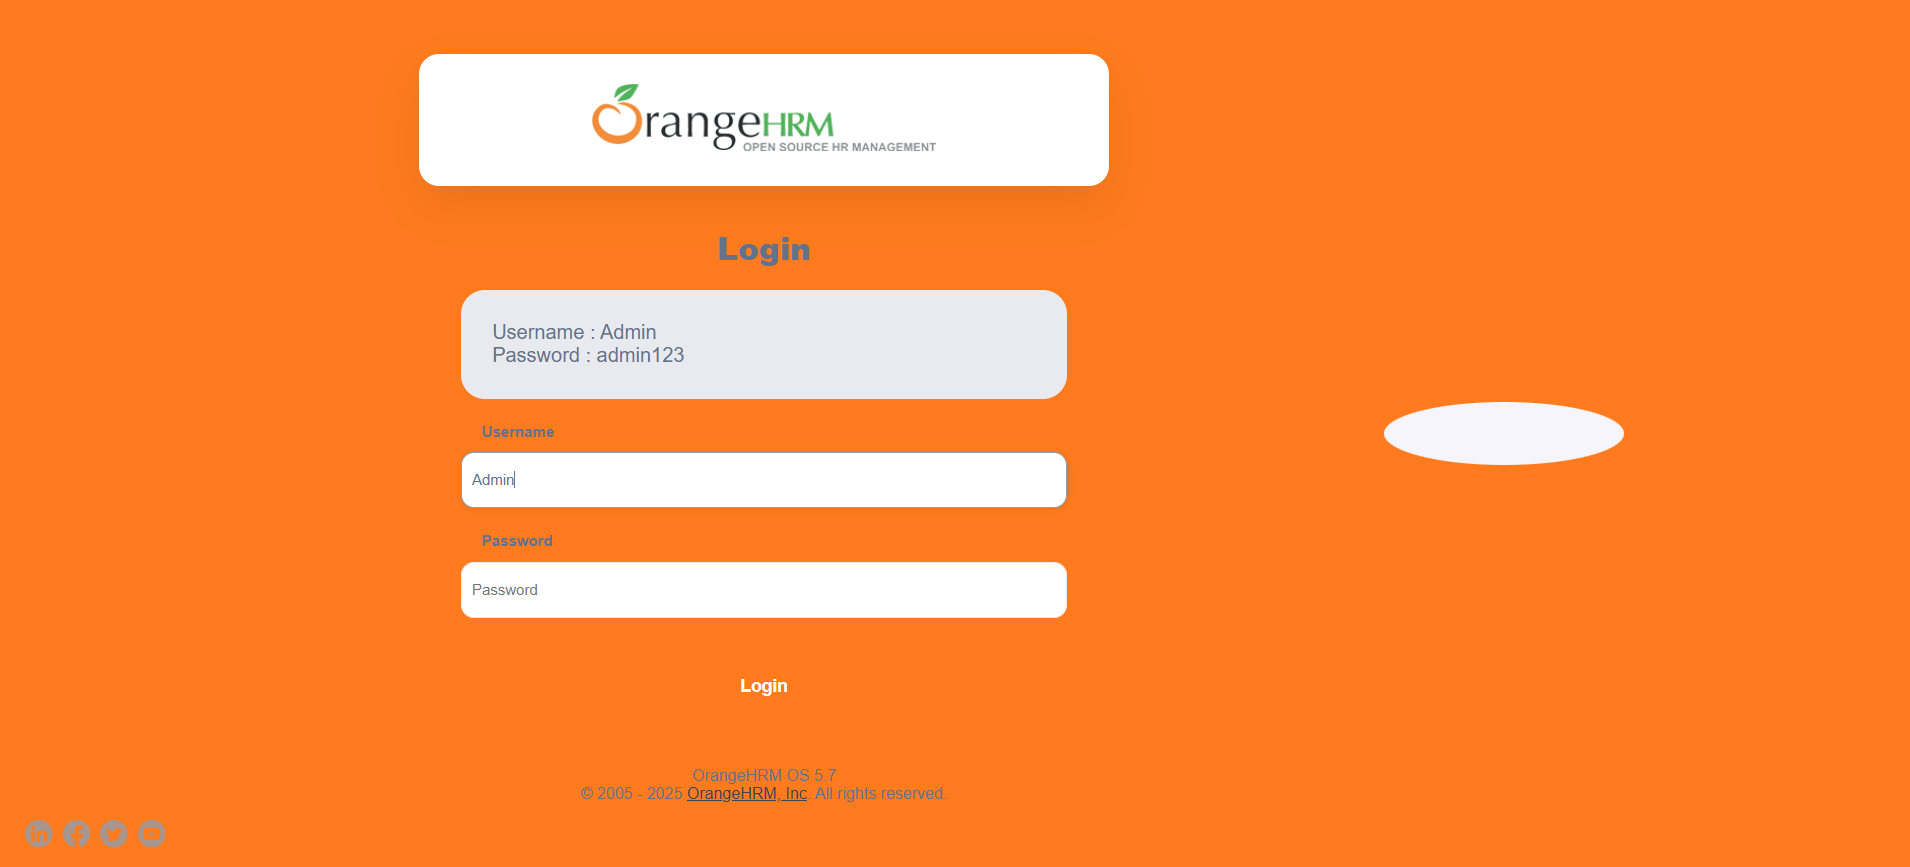 OrangeHRM
OPEN SOURCE HR MANAGEMENT
Login
Username : Admin
Password : admin123
Username
Admin
Password
Password
Login
OrangeHRM OS 5.7
© 2005 - 2025 OrangeHRM, Inc. All rights reserved.